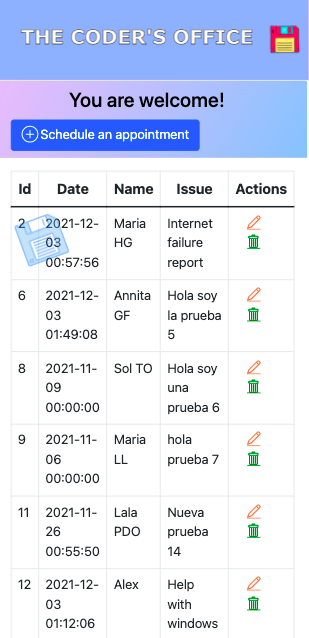 THE CODER'S OFFICE
You are welcome!
Schedule an appointment
Id Date Name Issue Actions
2 2021-12- Maria Internet
03 HG failure
00:57:56 report
6 2021-12- Annita Hola soy
03 GF la prueba
01:49:08 5
8 2021-11- Sol TO Hola soy
09 una
00:00:00 prueba 6
9 2021-11- Maria hola
06 LL prueba 7
00:00:00
11 2021-11- Lala Nueva
26 PDO prueba
00:55:50 14
12 2021-12- Alex Help
03 with
01:12:06 windows